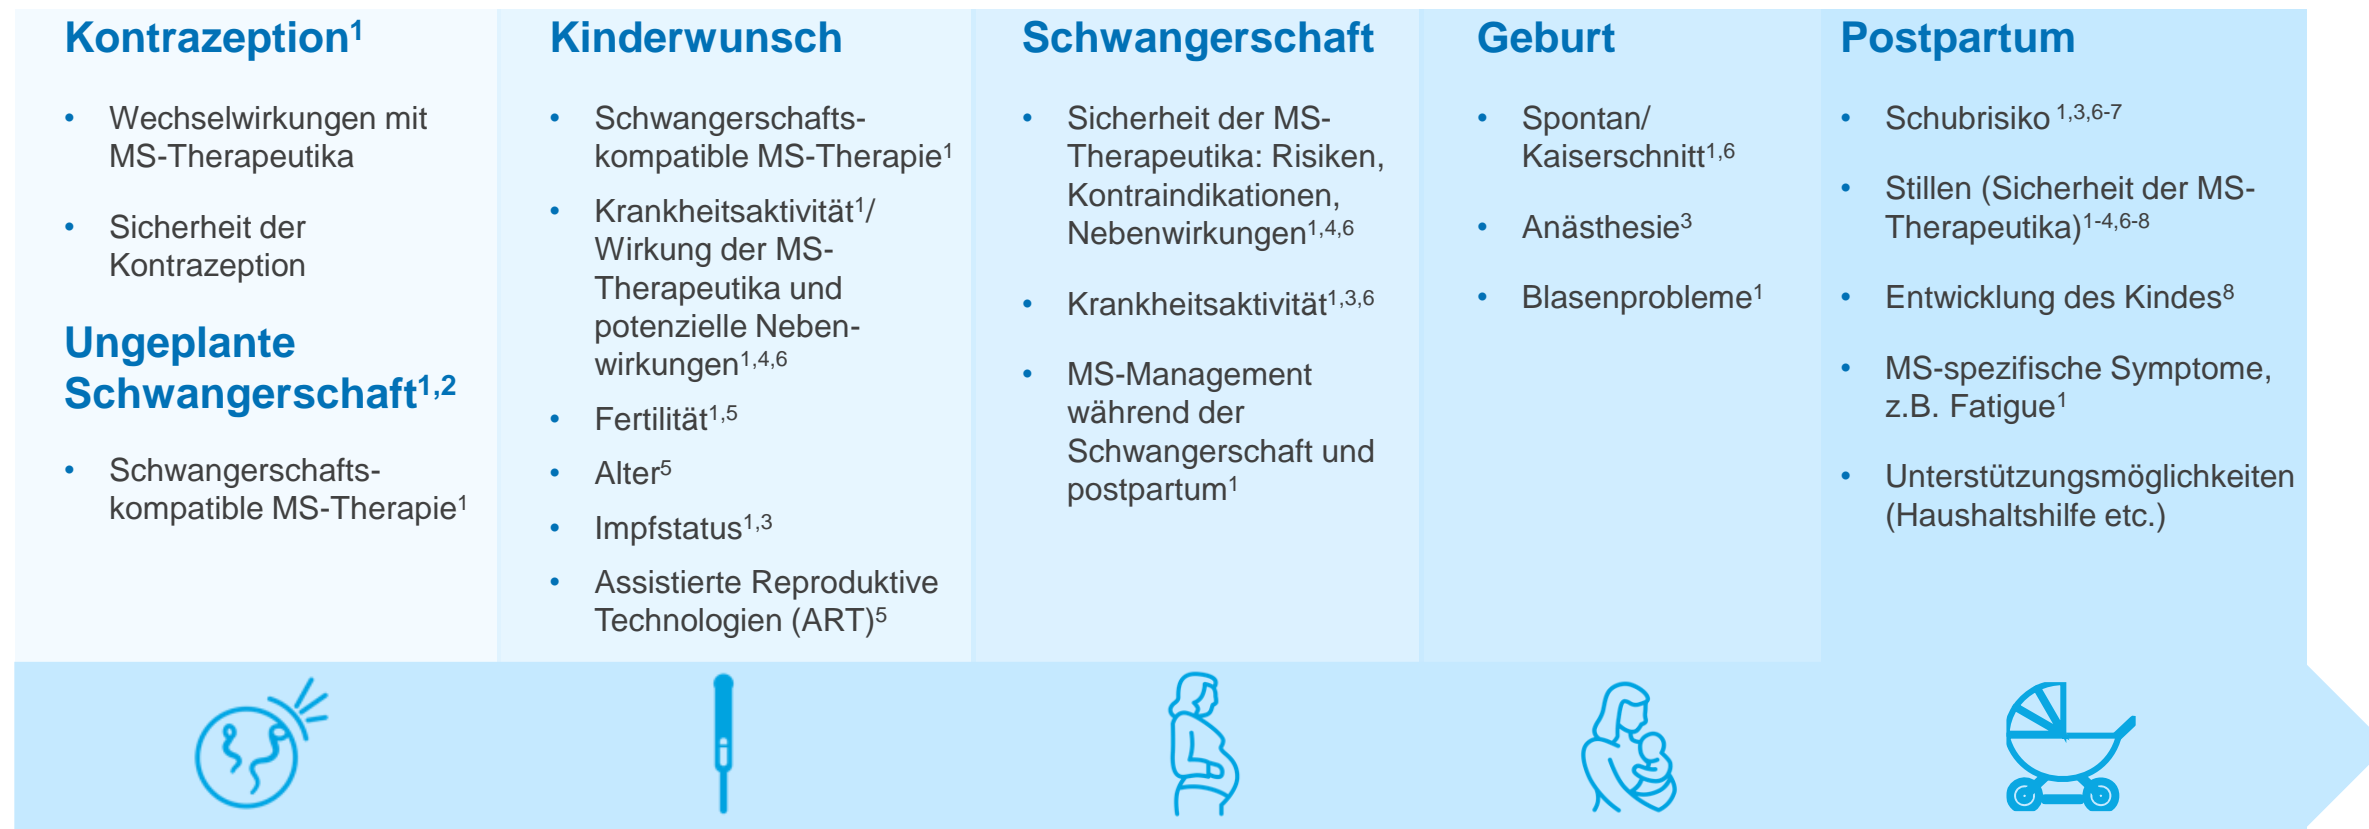 Kontrazeption¹
• Wechselwirkungen mit
MS-Therapeutika
• Sicherheit der
Kontrazeption
Ungeplante
Schwangerschaft¹,²
• Schwangerschafts-
kompatible MS-Therapie¹
Kinderwunsch
• Schwangerschafts-
kompatible MS-Therapie¹
• Krankheitsaktivität¹/
Wirkung der MS-
Therapeutika und
potenzielle Neben-
wirkungen¹,⁴,⁶
• Fertilität¹,⁵
• Alter⁵
• Impfstatus¹,³
• Assistierte Reproduktive
Technologien (ART)⁵
Schwangerschaft
• Sicherheit der MS-
Therapeutika: Risiken,
Kontraindikationen,
Nebenwirkungen¹,⁴,⁶
• Krankheitsaktivität¹,³,⁶
• MS-Management
während der
Schwangerschaft und
postpartum¹
Geburt
• Spontan/
Kaiserschnitt¹,⁶
• Anästhesie³
• Blasenprobleme¹
Postpartum
• Schubrisiko ¹,³,⁶⁻⁷
• Stillen (Sicherheit der MS-
Therapeutika)¹⁻⁴,⁶⁻⁸
• Entwicklung des Kindes⁸
• MS-spezifische Symptome,
z.B. Fatigue¹
• Unterstützungsmöglichkeiten
(Haushaltshilfe etc.)